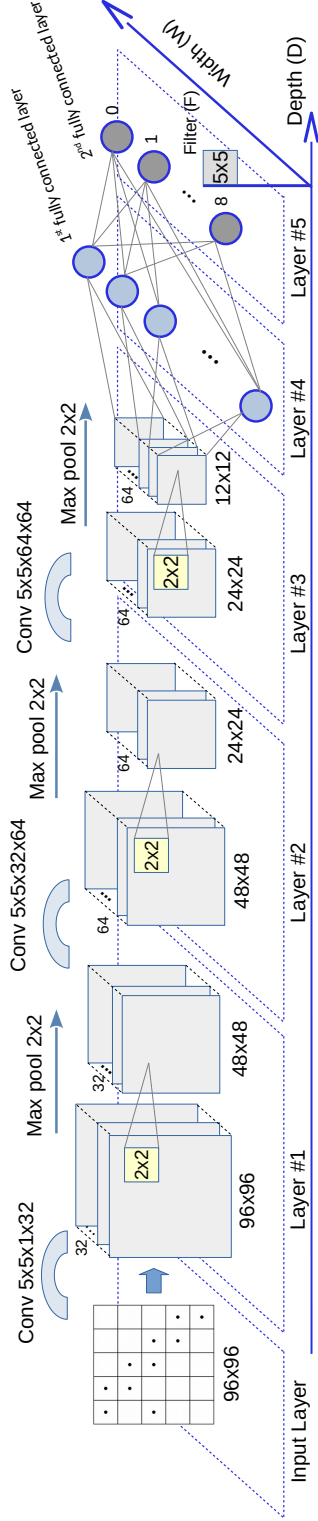 Conv 5x5x1x32
Max pool 2x2
Conv 5x5x32x64
Max pool 2x2
Conv 5x5x64x64
Max pool 2x2
1st fully connected layer
2nd fully connected layer
Width (W)
32
32
64
64
64
64
0
1
8
Filter (F)
5x5
2x2
2x2
2x2
96x96
96x96
48x48
48x48
24x24
24x24
12x12
Input Layer
Layer #1
Layer #2
Layer #3
Layer #4
Layer #5
Depth (D)